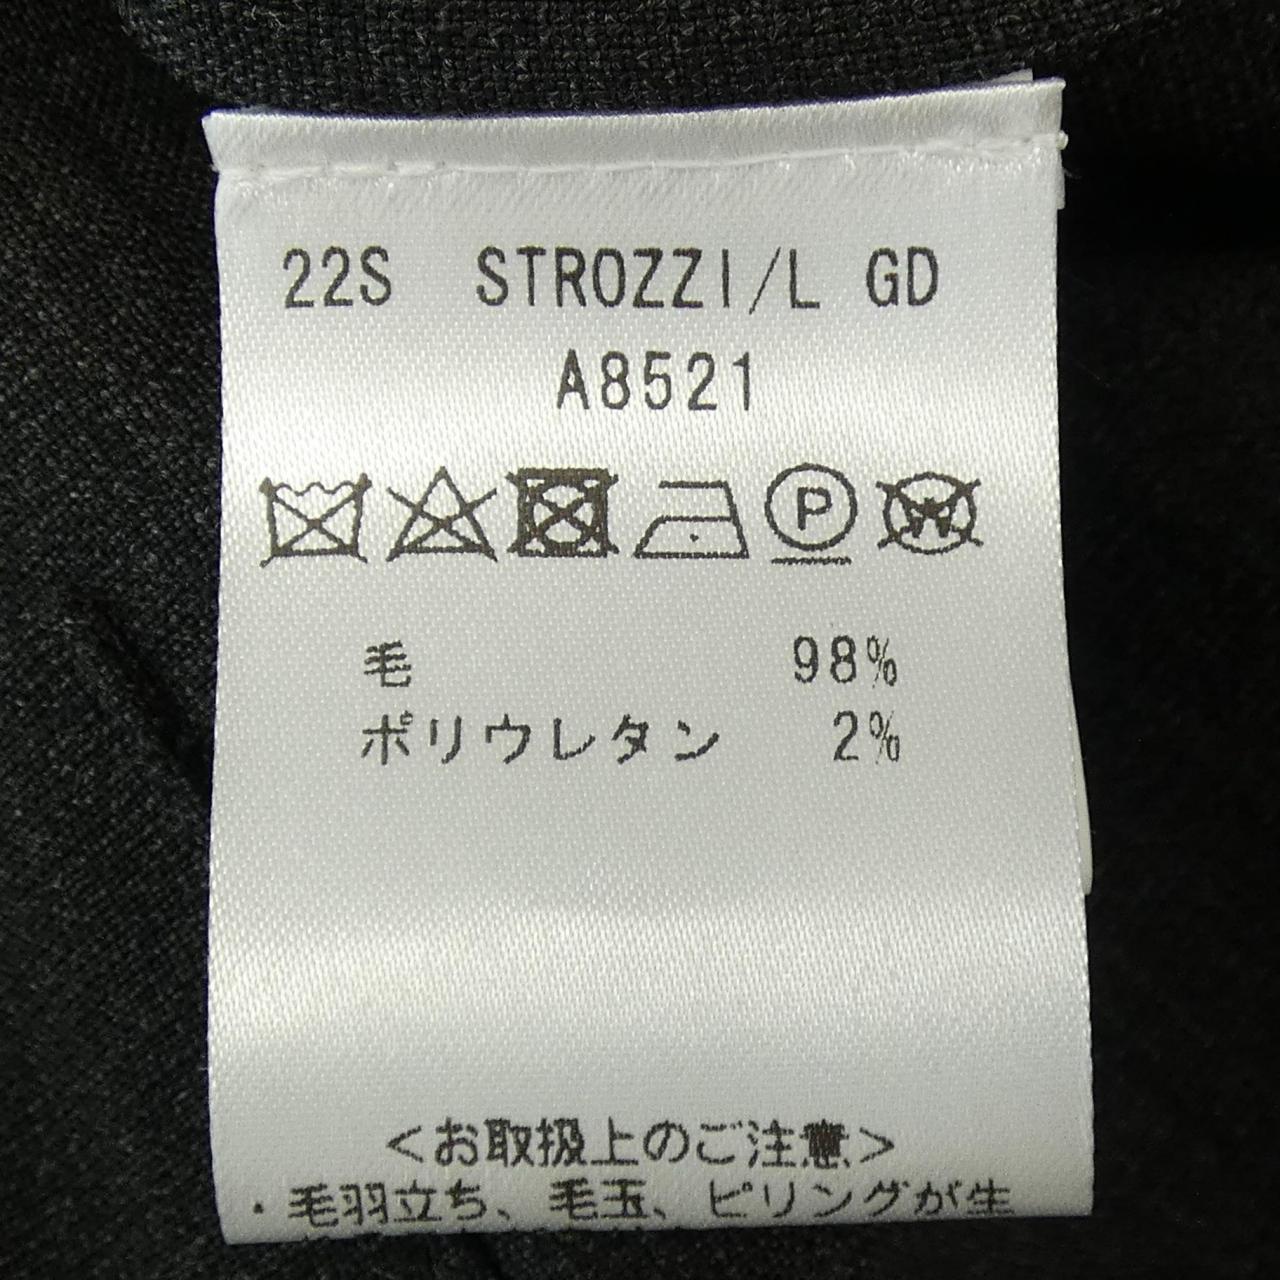 22S STROZZI/L GD
A8521
P W
毛 98%
ポリウレタン 2%
<お取扱上のご注意>
・毛羽立ち、毛玉、ピリングが生